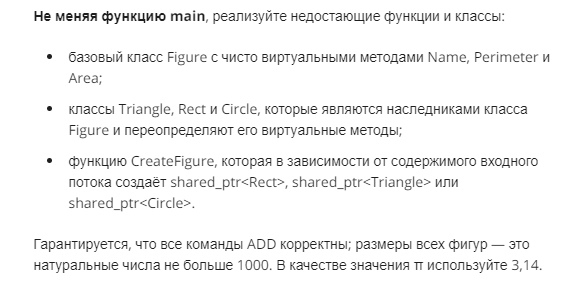 Не меняя функцию main, реализуйте недостающие функции и классы:
• базовый класс Figure с чисто виртуальными методами Name, Perimeter и
Area;
• классы Triangle, Rect и Circle, которые являются наследниками класса
Figure и переопределяют его виртуальные методы;
• функцию CreateFigure, которая в зависимости от содержимого входного
потока создаёт shared_ptr<Rect>, shared_ptr<Triangle> или
shared_ptr<Circle>.
Гарантируется, что все команды ADD корректны; размеры всех фигур — это
натуральные числа не больше 1000. В качестве значения π используйте 3,14.